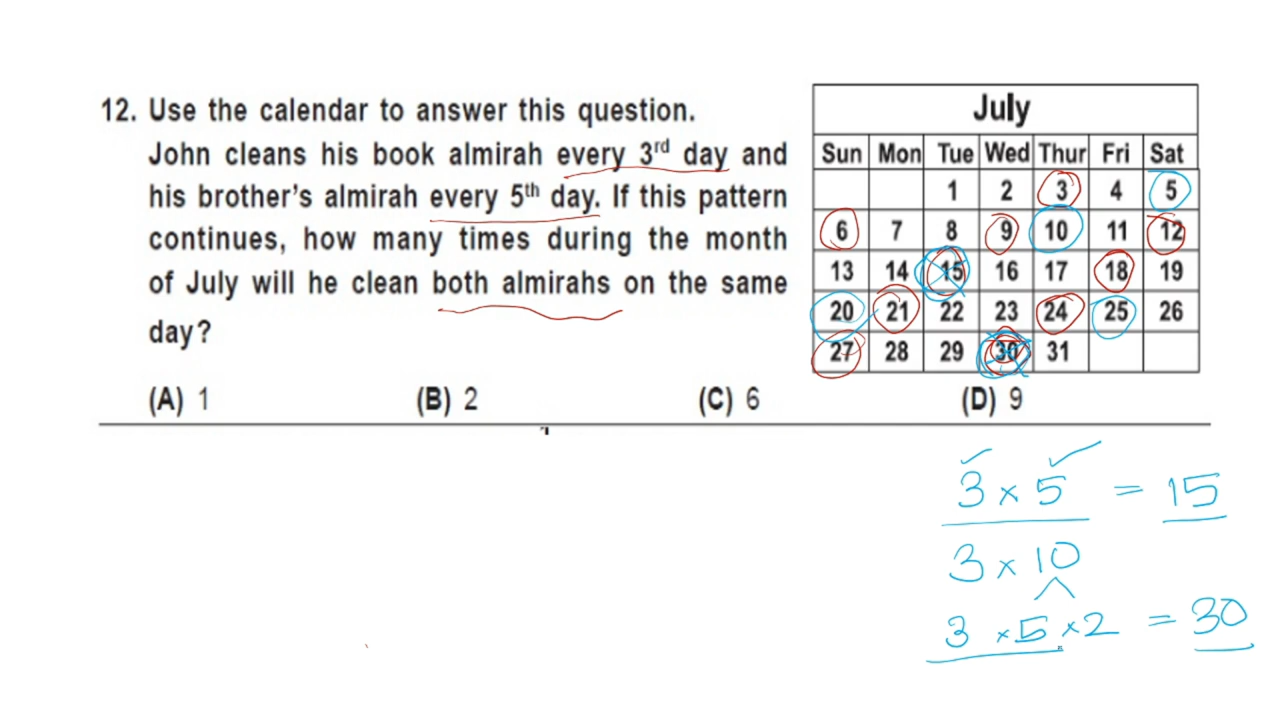 12. Use the calendar to answer this question.
John cleans his book almirah every 3rd day and
his brother's almirah every 5th day. If this pattern
continues, how many times during the month
of July will he clean both almirahs on the same
day?
(A) 1 (B) 2 (C) 6 (D) 9
July
Sun Mon Tue Wed Thur Fri Sat
1 2 3 4 5
6 7 8 9 10 11 12
13 14 15 16 17 18 19
20 21 22 23 24 25 26
27 28 29 30 31
3 × 5 = 15
3 × 10
3 × 5 × 2 = 30